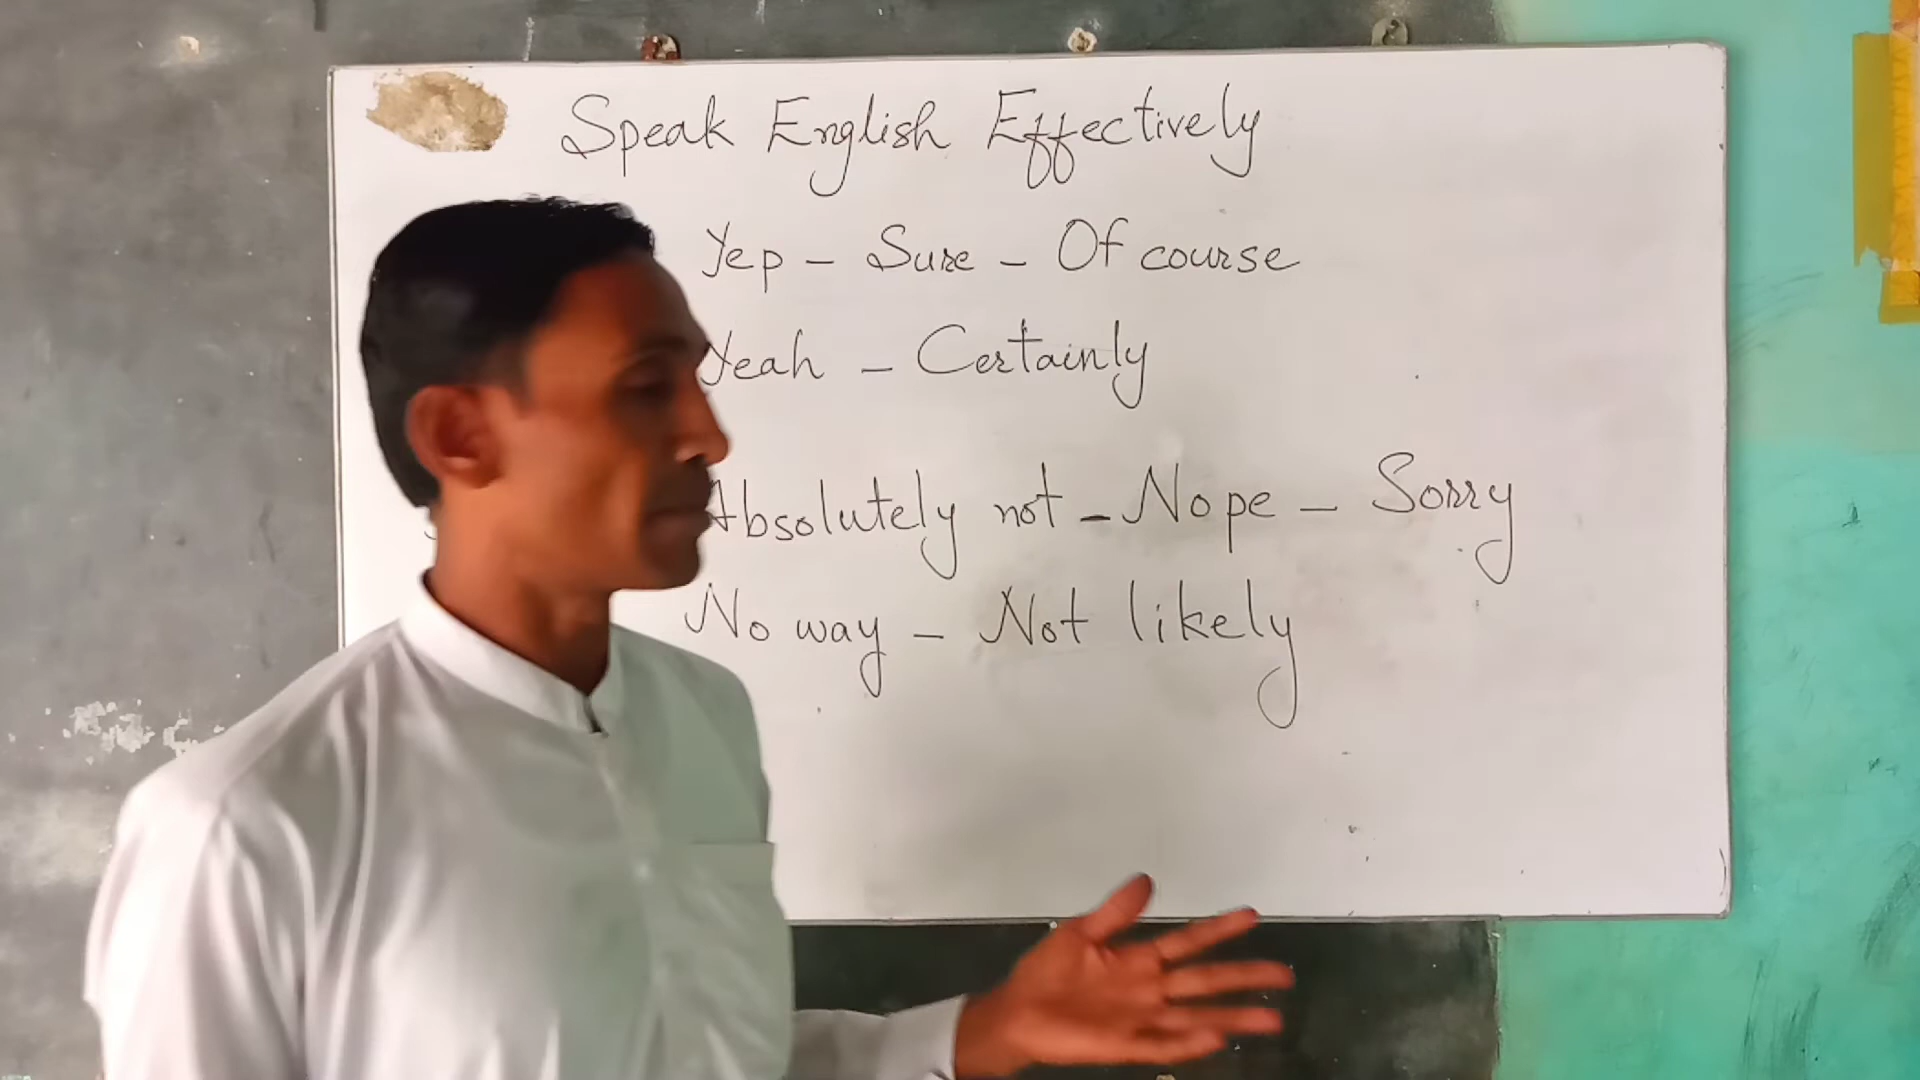 Speak English Effectively
Yep - Sure - Of course
Yeah - Certainly
Absolutely not - Nope - Sorry
No way - Not likely